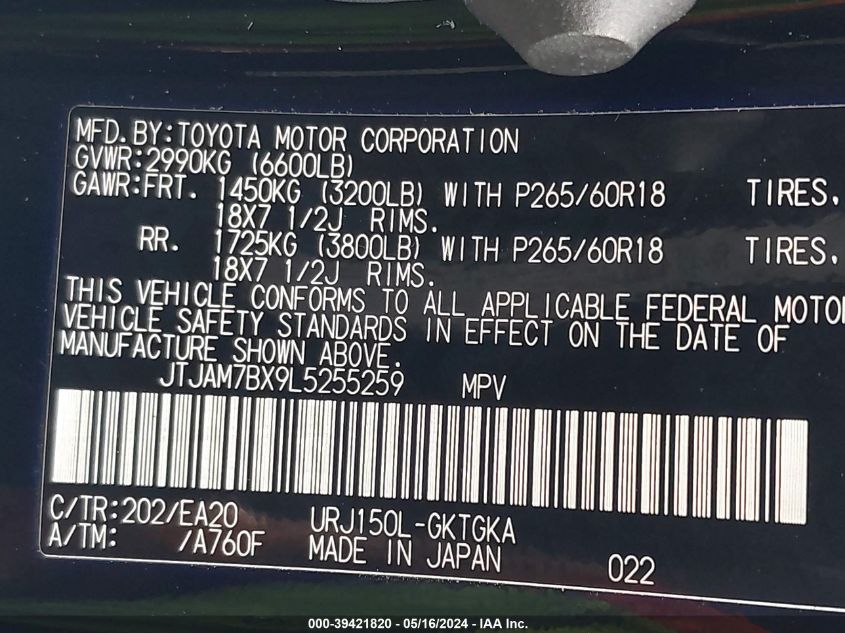 MFD. BY: TOYOTA MOTOR CORPORATION
GVWR: 2990KG (6600LB)
GAWR: FRT. 1450KG (3200LB) WITH P265/60R18 TIRES,
18X7 1/2J RIMS.
RR. 1725KG (3800LB) WITH P265/60R18 TIRES,
18X7 1/2J RIMS.
THIS VEHICLE CONFORMS TO ALL APPLICABLE FEDERAL MOTO
VEHICLE SAFETY STANDARDS IN EFFECT ON THE DATE OF
MANUFACTURE SHOWN ABOVE.
JTJAM7BX9L5255259 MPV
C/TR: 202/EA20 URJ150L-GKTGKA
A/TM: /A760F MADE IN JAPAN 022
000-39421820 - 05/16/2024 - IAA Inc.